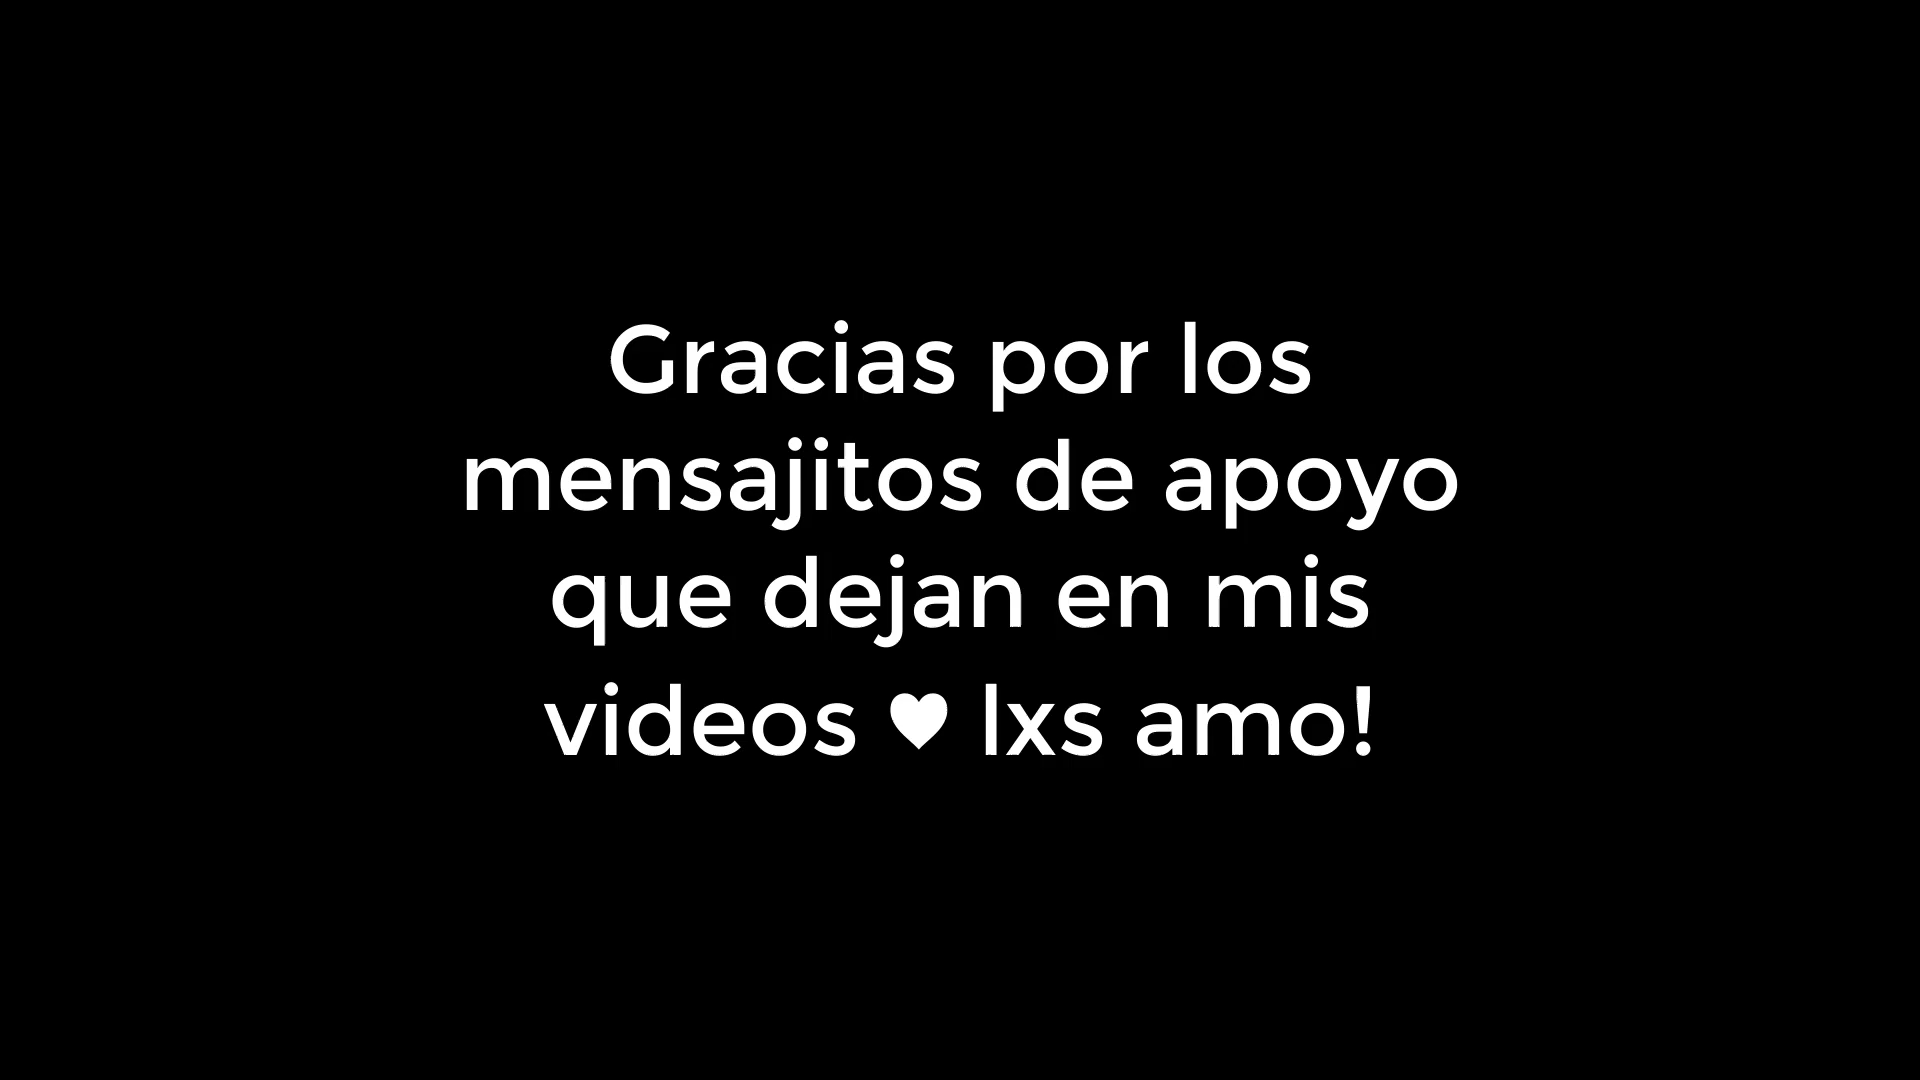 Gracias por los
mensajitos de apoyo
que dejan en mis
videos ♥ lxs amo!